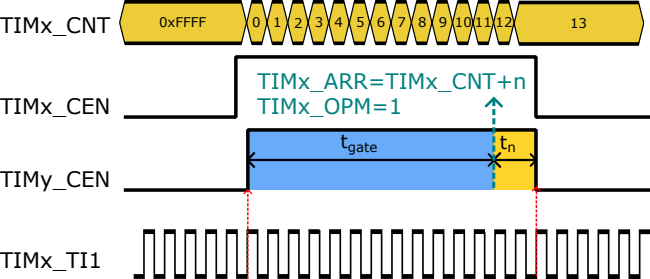 TIMx_CNT 0xFFFF 0 1 2 3 4 5 6 7 8 9 10 11 12 13
TIMx_CEN
TIMx_ARR=TIMx_CNT+n
TIMx_OPM=1
tgate tn
TIMy_CEN
TIMx_TI1